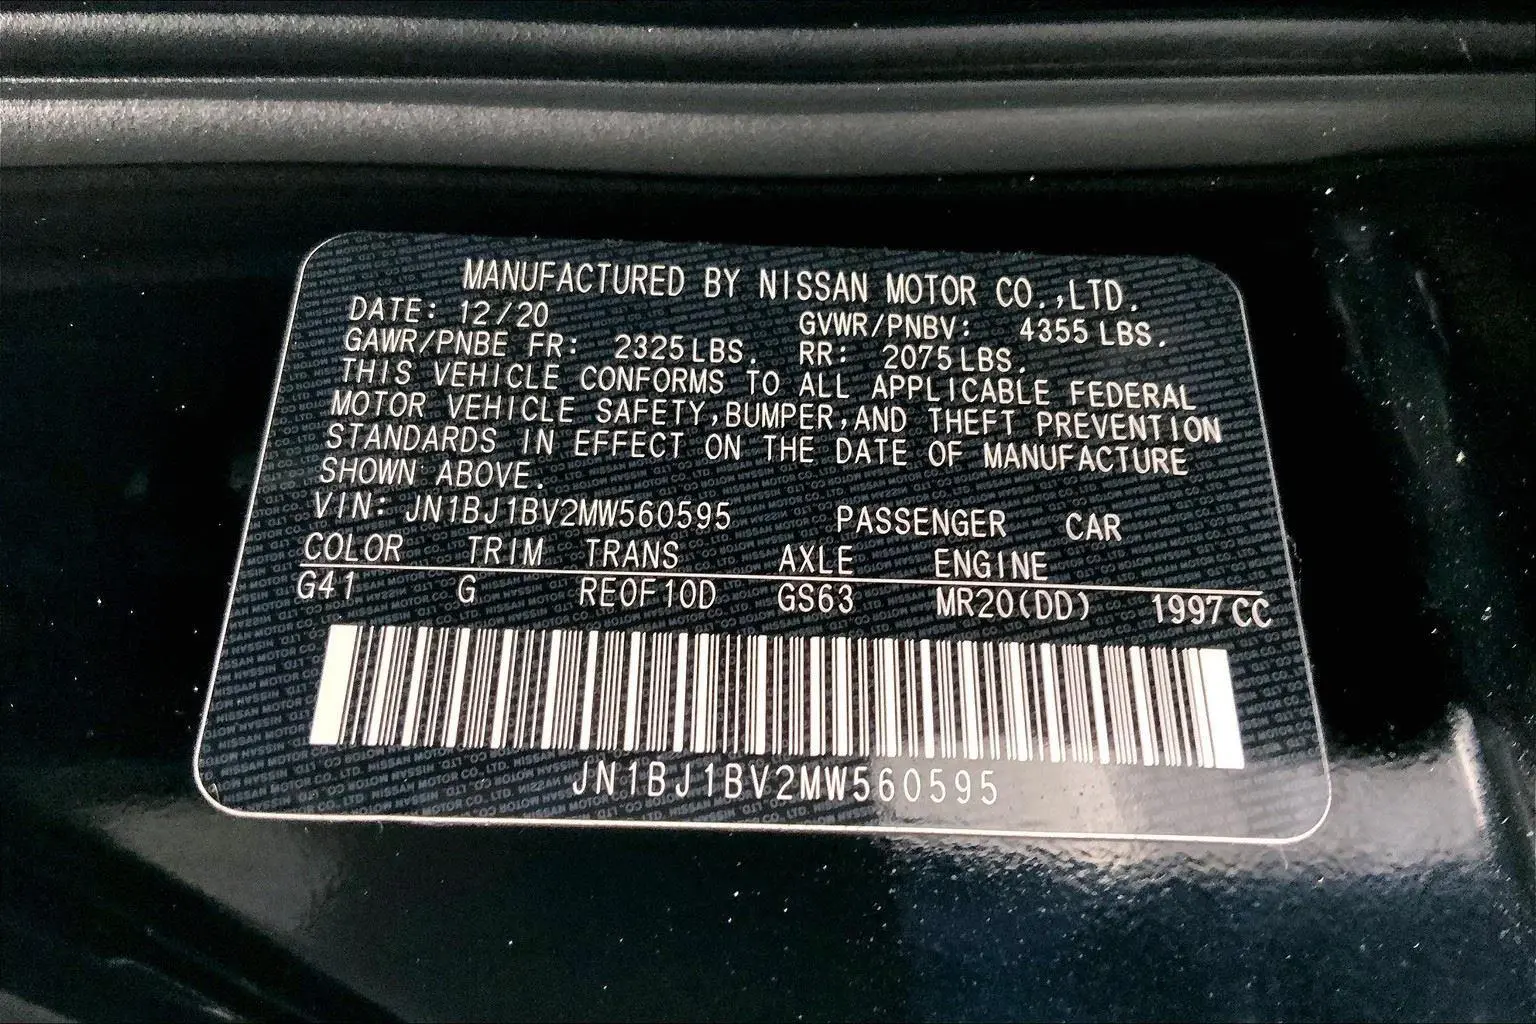 MANUFACTURED BY NISSAN MOTOR CO.,LTD.
DATE: 12/20 GVWR/PNBV: 4355 LBS.
GAWR/PNBE FR: 2325 LBS. RR: 2075 LBS.
THIS VEHICLE CONFORMS TO ALL APPLICABLE FEDERAL
MOTOR VEHICLE SAFETY,BUMPER,AND THEFT PREVENTION
STANDARDS IN EFFECT ON THE DATE OF MANUFACTURE
SHOWN ABOVE.
VIN: JN1BJ1BV2MW560595 PASSENGER CAR
COLOR TRIM TRANS AXLE ENGINE
G41 G RE0F10D GS63 MR20(DD) 1997CC
JN1BJ1BV2MW560595